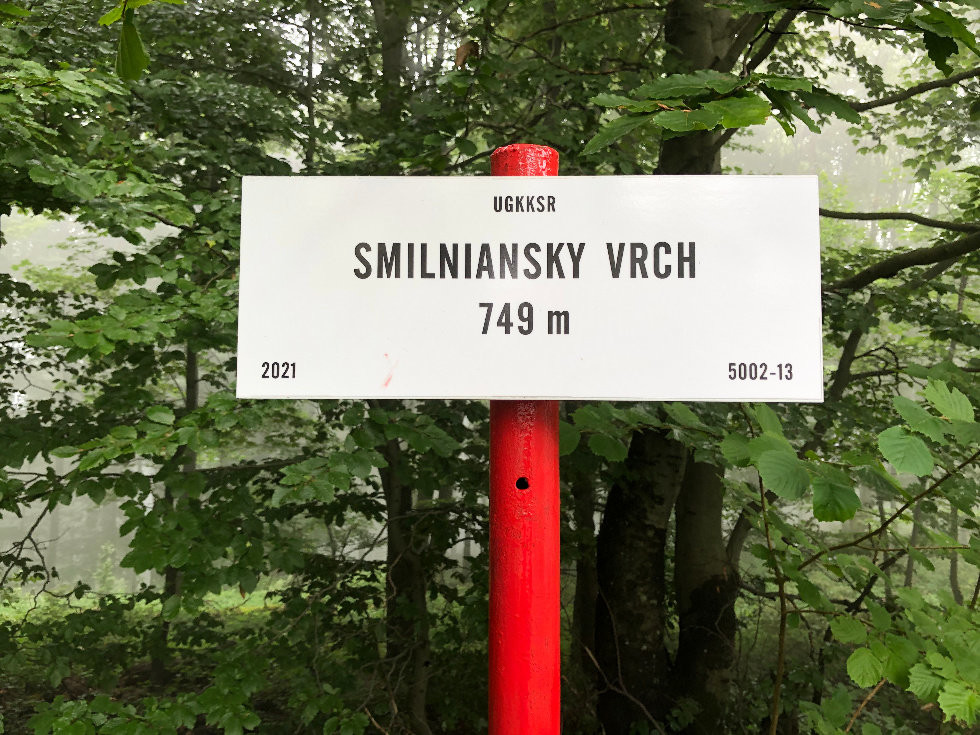 UGKKSR
SMILNIANSKY VRCH
749 m
2021
5002-13